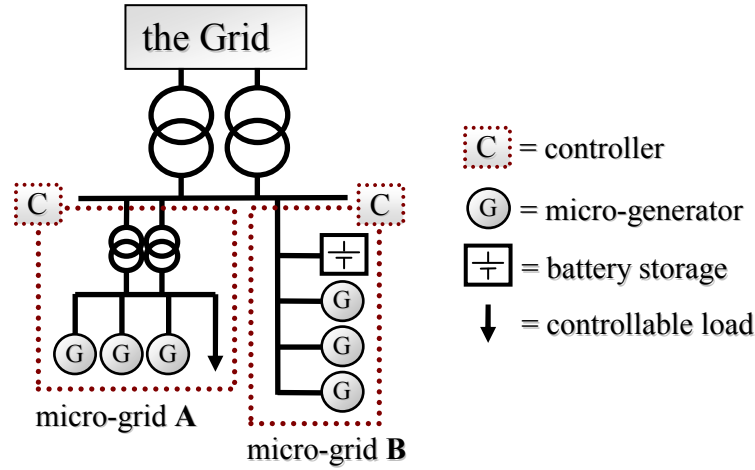 the Grid
C
C
C = controller
G = micro-generator
= battery storage
= controllable load
G G G
G
G
G
micro-grid A
micro-grid B